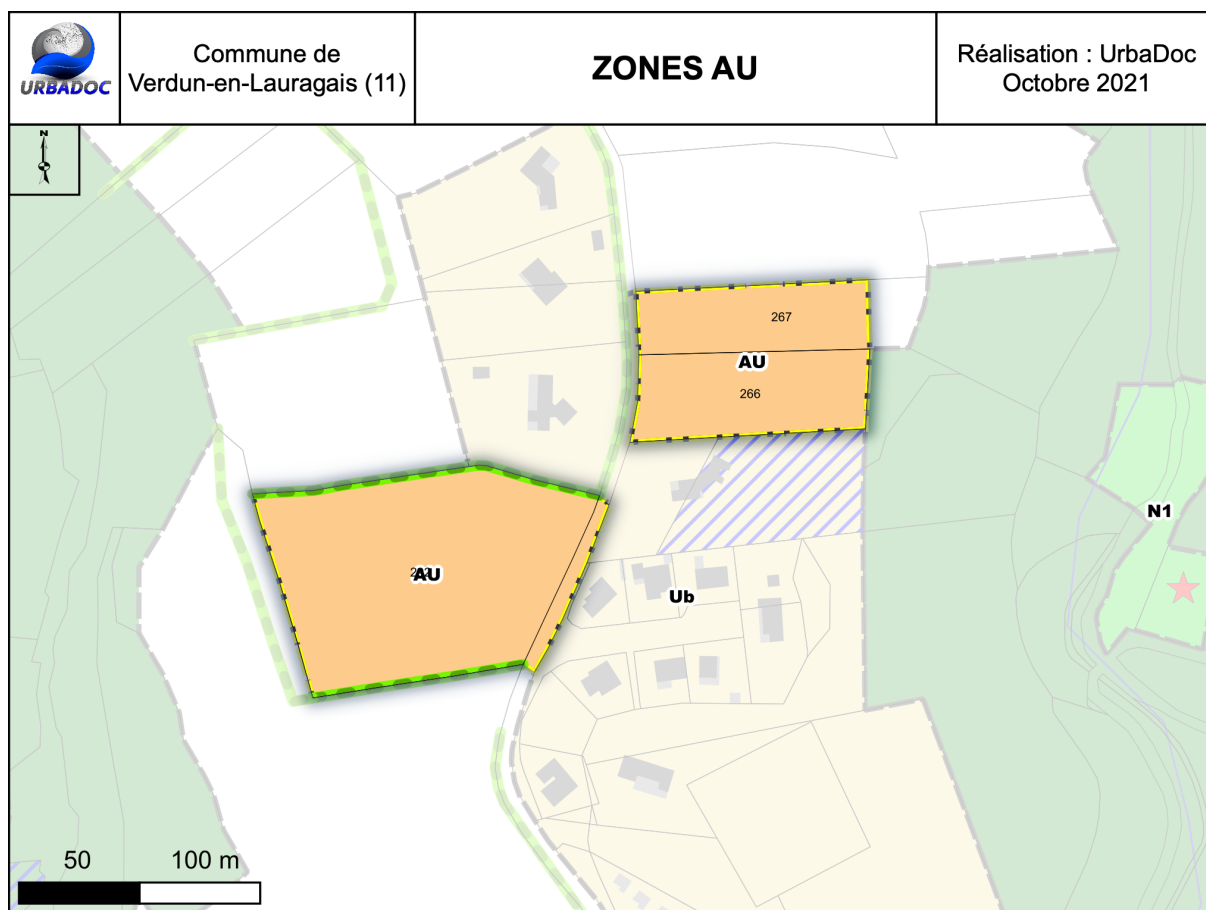 URBADOC
Commune de
Verdun-en-Lauragais (11)
ZONES AU
Réalisation : UrbaDoc
Octobre 2021
N
267
AU
266
N1
AU
Ub
50
100 m